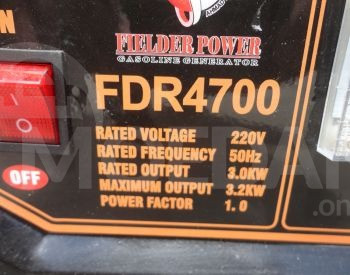 FIELDER POWER
GASOLINE GENERATOR
FDR4700
RATED VOLTAGE 220V
RATED FREQUENCY 50Hz
RATED OUTPUT 3.0KW
MAXIMUM OUTPUT 3.2KW
POWER FACTOR 1.0
OFF